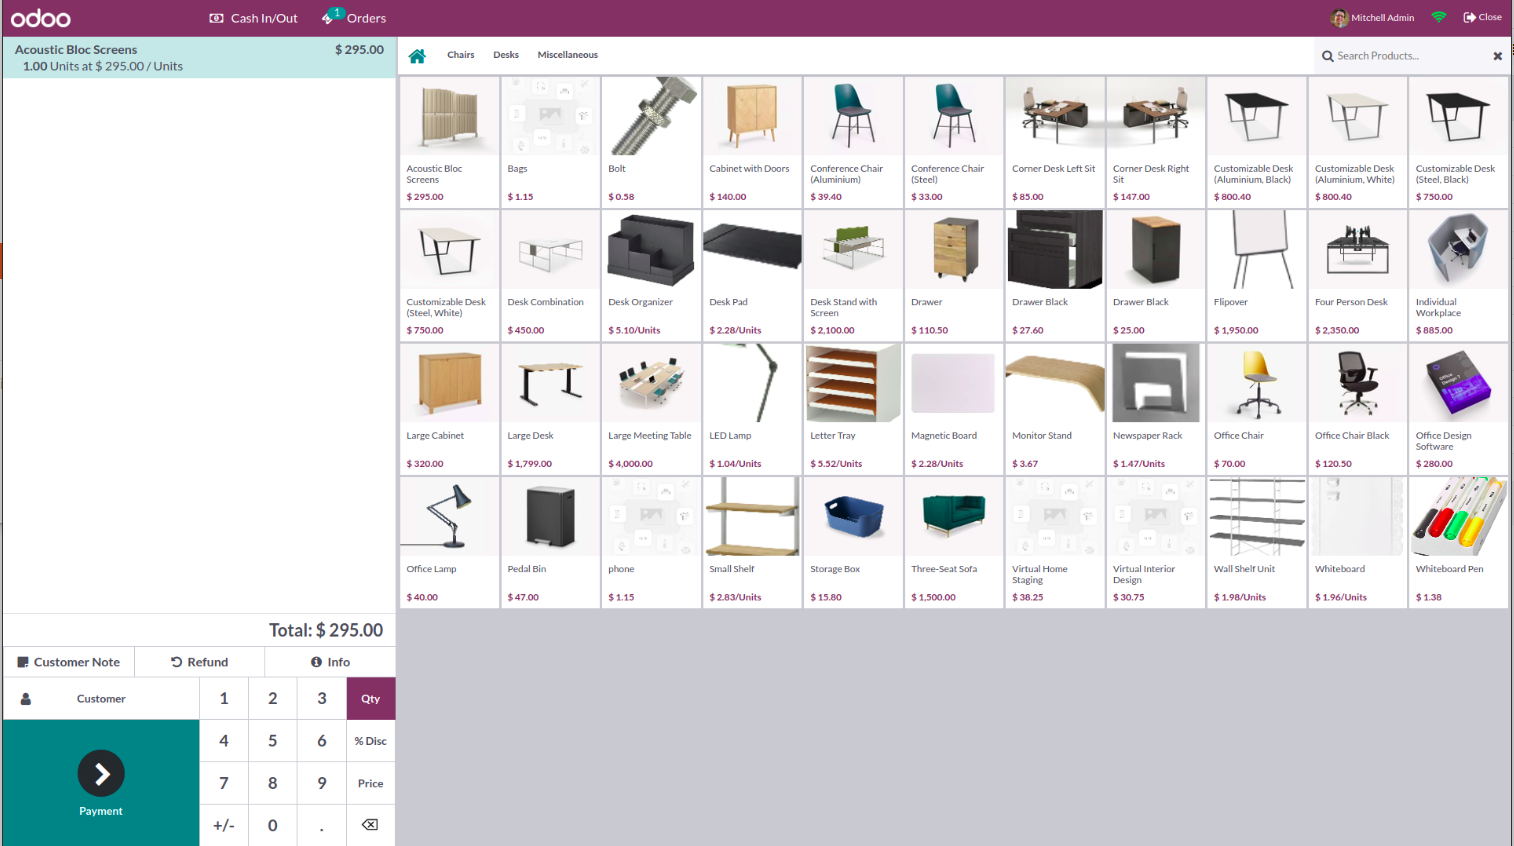 odoo
Cash In/Out
1
Orders
Mitchell Admin
Close
Acoustic Bloc Screens
$ 295.00
1.00 Units at $ 295.00 / Units
Chairs
Desks
Miscellaneous
Search Products...
Acoustic Bloc
Screens
$ 295.00
Bags
$ 1.15
Bolt
$ 0.58
Cabinet with Doors
$ 140.00
Conference Chair
(Aluminium)
$ 39.40
Conference Chair
(Steel)
$ 33.00
Corner Desk Left Sit
$ 85.00
Corner Desk Right
Sit
$ 147.00
Customizable Desk
(Aluminium, Black)
$ 800.40
Customizable Desk
(Aluminium, White)
$ 800.40
Customizable Desk
(Steel, Black)
$ 750.00
Customizable Desk
(Steel, White)
$ 750.00
Desk Combination
$ 450.00
Desk Organizer
$ 5.10/Units
Desk Pad
$ 2.28/Units
Desk Stand with
Screen
$ 2,100.00
Drawer
$ 110.50
Drawer Black
$ 27.60
Drawer Black
$ 25.00
Flipover
$ 1,950.00
Four Person Desk
$ 2,350.00
Individual
Workplace
$ 885.00
Large Cabinet
$ 320.00
Large Desk
$ 1,799.00
Large Meeting Table
$ 4,000.00
LED Lamp
$ 1.04/Units
Letter Tray
$ 5.52/Units
Magnetic Board
$ 2.28/Units
Monitor Stand
$ 3.67
Newspaper Rack
$ 1.47/Units
Office Chair
$ 70.00
Office Chair Black
$ 120.50
Office
Design
Office Design
Software
$ 280.00
Office Lamp
$ 40.00
Pedal Bin
$ 47.00
phone
$ 1.15
Small Shelf
$ 2.83/Units
Storage Box
$ 15.80
Three-Seat Sofa
$ 1,500.00
Virtual Home
Staging
$ 38.25
Virtual Interior
Design
$ 30.75
Wall Shelf Unit
$ 1.98/Units
Whiteboard
$ 1.96/Units
Whiteboard Pen
$ 1.38
Total: $ 295.00
Customer Note
Refund
Info
Customer
1
2
3
Qty
4
5
6
% Disc
7
8
9
Price
Payment
+/-
0
.